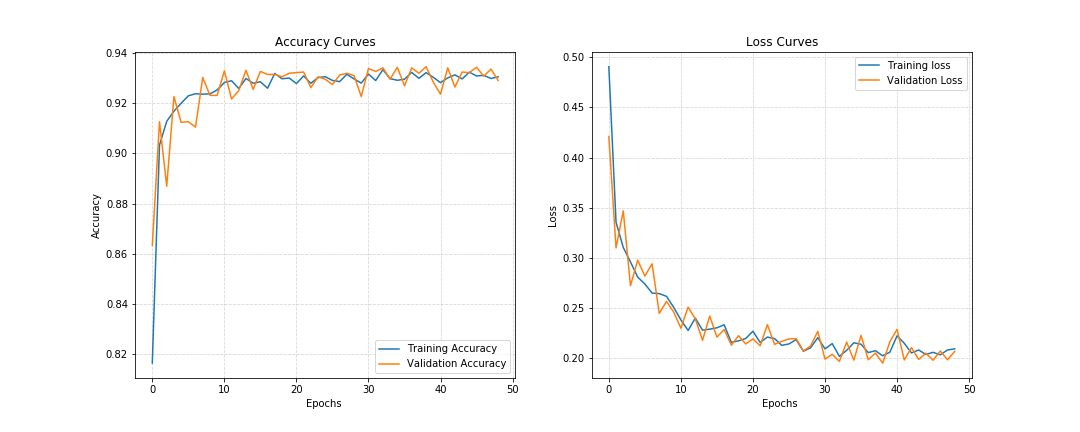 Accuracy Curves
Accuracy
0.94
0.92
0.90
0.88
0.86
0.84
0.82
0
10
20
30
40
50
Epochs
Training Accuracy
Validation Accuracy
Loss Curves
Loss
0.50
0.45
0.40
0.35
0.30
0.25
0.20
0
10
20
30
40
50
Epochs
Training loss
Validation Loss